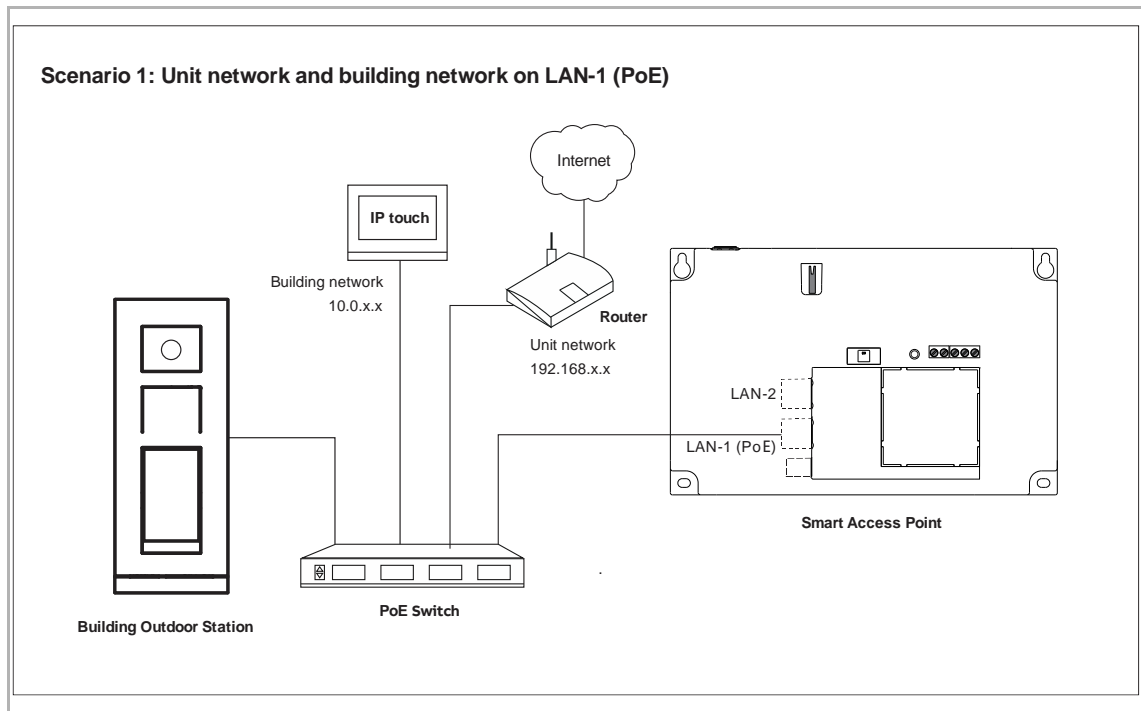 Scenario 1: Unit network and building network on LAN-1 (PoE)
Internet
IP touch
Building network
10.0.x.x
Router
Unit network
192.168.x.x
LAN-2
LAN-1 (PoE)
Smart Access Point
PoE Switch
Building Outdoor Station